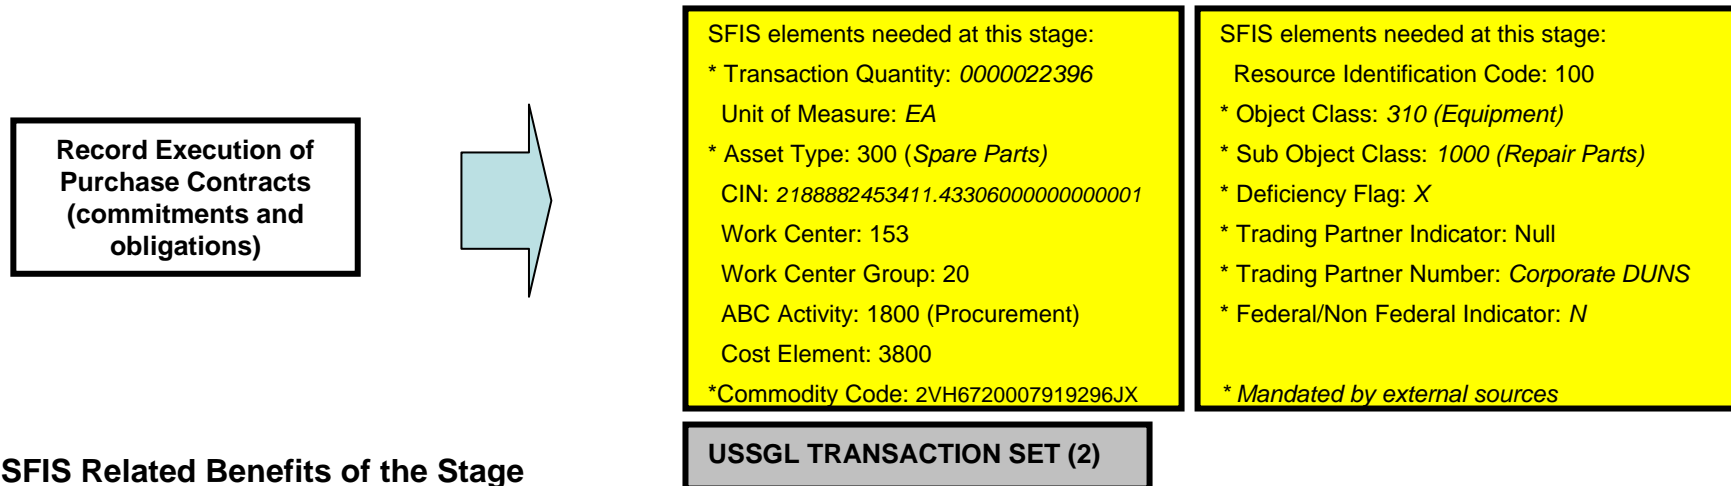 Record Execution of
Purchase Contracts
(commitments and
obligations)
SFIS elements needed at this stage:
* Transaction Quantity: 0000022396
Unit of Measure: EA
* Asset Type: 300 (Spare Parts)
CIN: 2188882453411.43306000000000001
Work Center: 153
Work Center Group: 20
ABC Activity: 1800 (Procurement)
Cost Element: 3800
*Commodity Code: 2VH6720007919296JX
SFIS elements needed at this stage:
Resource Identification Code: 100
* Object Class: 310 (Equipment)
* Sub Object Class: 1000 (Repair Parts)
* Deficiency Flag: X
* Trading Partner Indicator: Null
* Trading Partner Number: Corporate DUNS
* Federal/Non Federal Indicator: N
* Mandated by external sources
USSGL TRANSACTION SET (2)
SFIS Related Benefits of the Stage